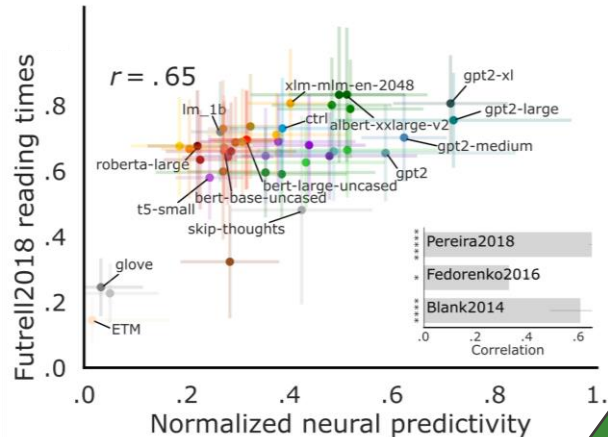 r = .65
Futrell2018 reading times
.8
.6
.4
.2
.0
xlm-mlm-en-2048
gpt2-xl
lm_1b
ctrl
albert-xxlarge-v2
gpt2-large
gpt2-medium
roberta-large
gpt2
bert-large-uncased
bert-base-uncased
t5-small
skip-thoughts
glove
ETM
Pereira2018
Fedorenko2016
Blank2014
.0 .2 .4 .6
Correlation
.0 .2 .4 .6 .8 1.
Normalized neural predictivity